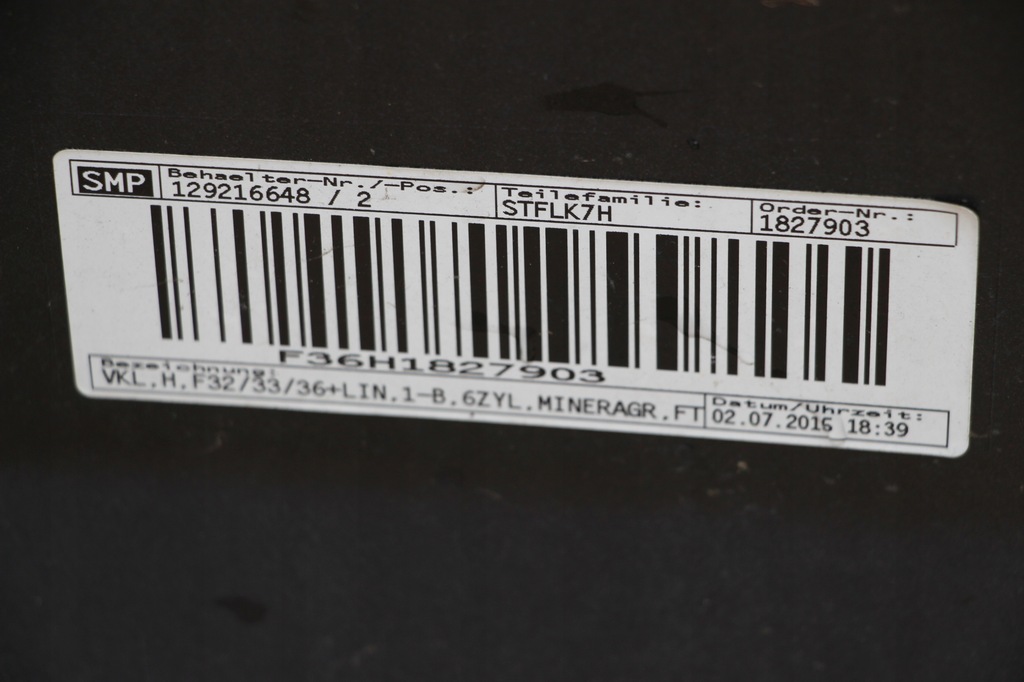 SMP
Behaelter-Nr./-Pos.:
129216648 / 2
Teilefamilie:
STFLK7H
Order-Nr.:
1827903
F36H1827903
Bezeichnung:
VKL.H.F32/33/36+LIN.1-B.6ZYL.MINERAGR.FT
Datum/Uhrzeit:
02.07.2016 18:39